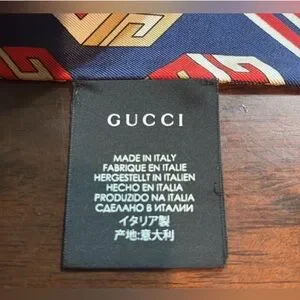 GUCCI
MADE IN ITALY
FABRIQUE EN ITALIE
HERGESTELLT IN ITALIEN
HECHO EN ITALIA
PRODUZIDO NA ITALIA
СДЕЛАНО В ИТАЛИИ
イタリア製
产地:意大利